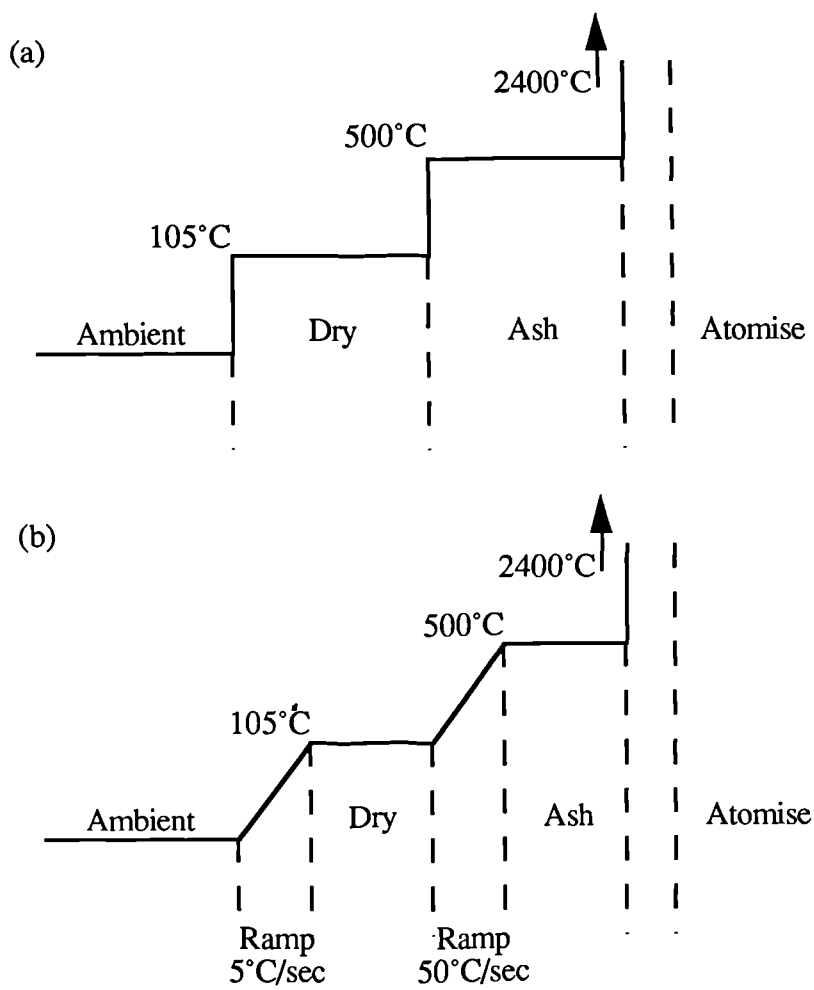 (a)
2400°C
500°C
105°C
Ambient
Dry
Ash
Atomise
(b)
2400°C
500°C
105°C
Ambient
Dry
Ash
Atomise
Ramp
5°C/sec
Ramp
50°C/sec